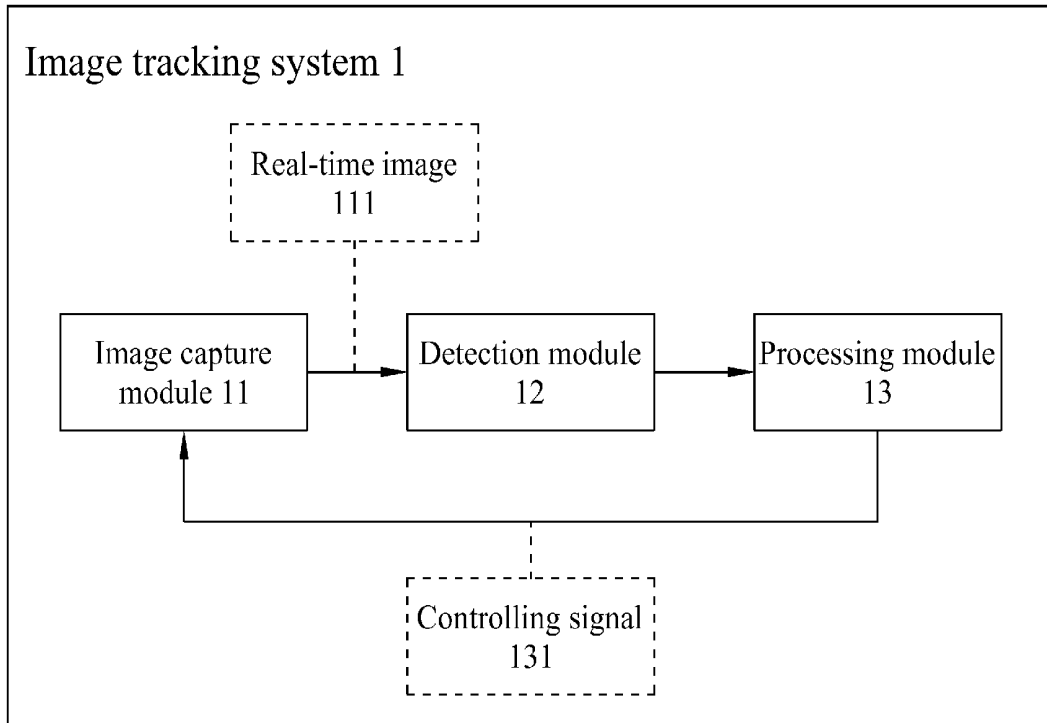 Image tracking system 1
Real-time image
111
Image capture
module 11
Detection module
12
Processing module
13
Controlling signal
131